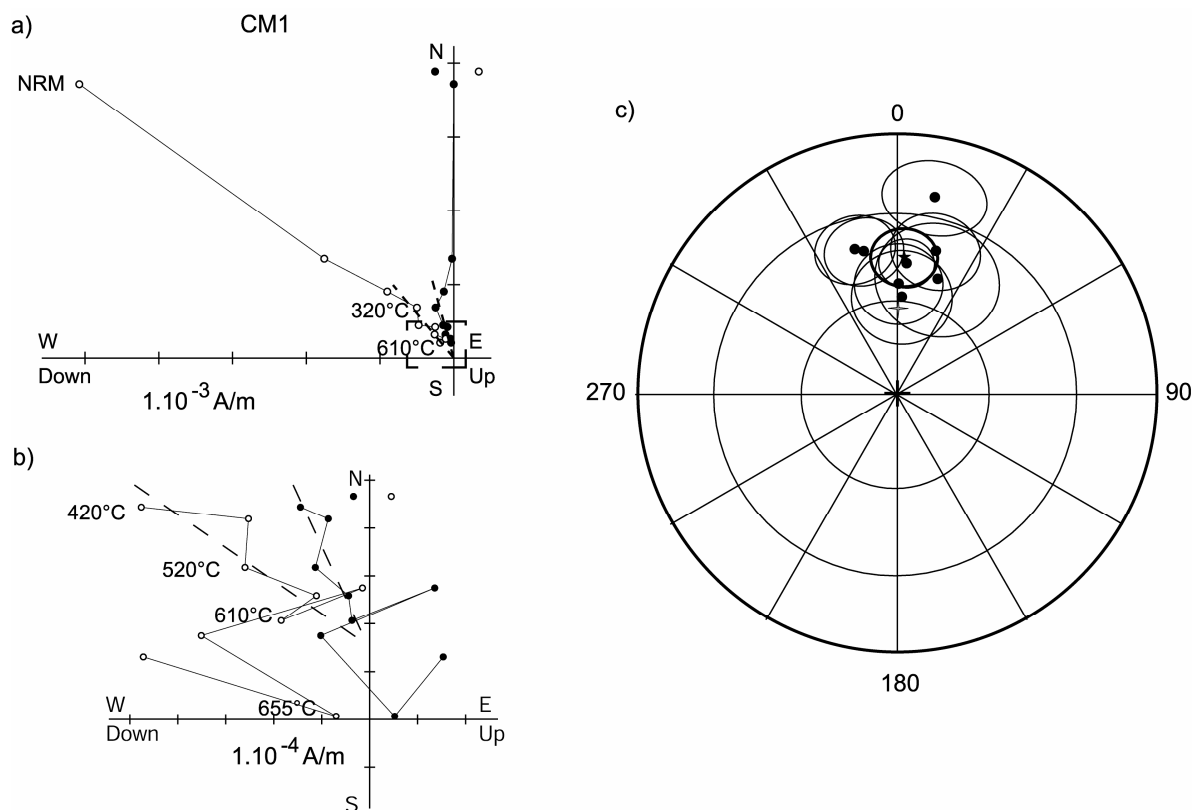 a)
CM1
N
NRM
320°C
610°C
W
E
Down
S
Up
1.10⁻³ A/m
b)
N
420°C
520°C
610°C
655°C
W
E
Down
Up
1.10⁻⁴ A/m
S
c)
0
270
90
180